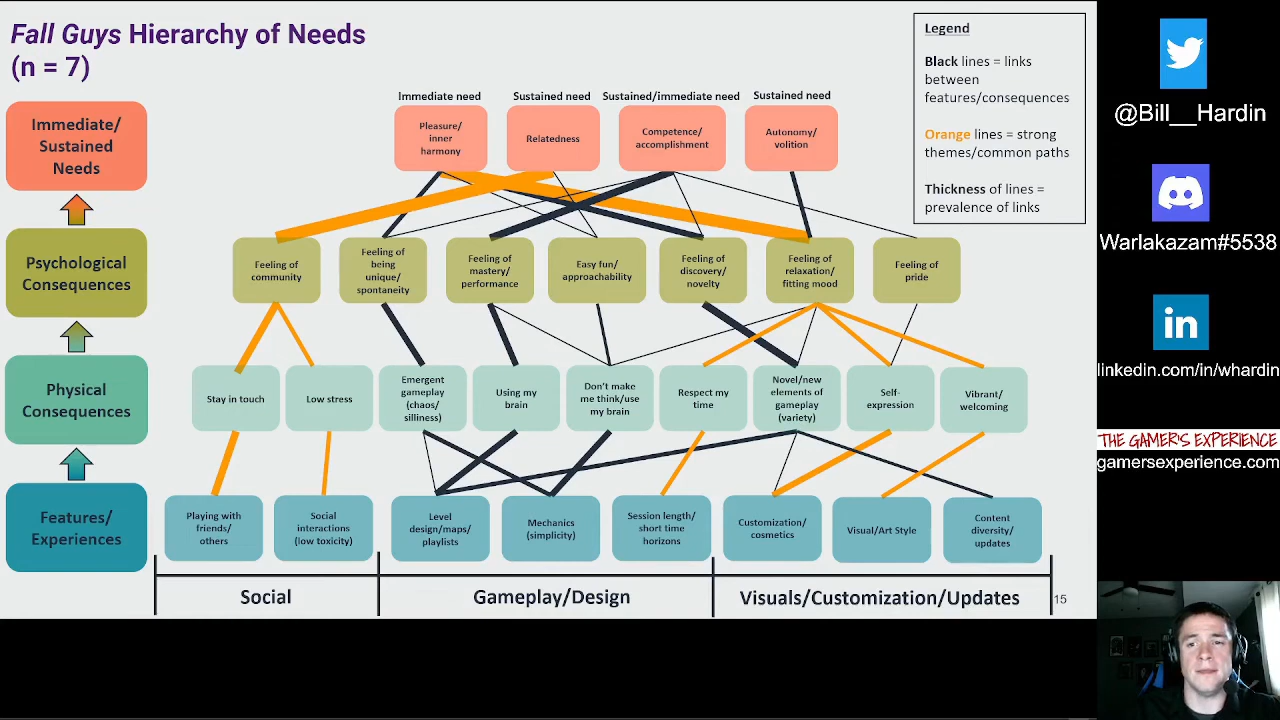 Fall Guys Hierarchy of Needs
(n = 7)
Legend
Black lines = links
between
features/consequences
Orange lines = strong
themes/common paths
Thickness of lines =
prevalence of links
Immediate/
Sustained
Needs
Immediate need
Sustained need
Sustained/immediate need
Sustained need
Pleasure/
inner
harmony
Relatedness
Competence/
accomplishment
Autonomy/
volition
Psychological
Consequences
Feeling of
community
Feeling of
being
unique/
spontaneity
Feeling of
mastery/
performance
Easy fun/
approachability
Feeling of
discovery/
novelty
Feeling of
relaxation/
fitting mood
Feeling of
pride
Physical
Consequences
Stay in touch
Low stress
Emergent
gameplay
(chaos/
silliness)
Using my
brain
Don't make
me think/use
my brain
Respect my
time
Novel/new
elements of
gameplay
(variety)
Self-
expression
Vibrant/
welcoming
Features/
Experiences
Playing with
friends/
others
Social
interactions
(low toxicity)
Level
design/maps/
playlists
Mechanics
(simplicity)
Session length/
short time
horizons
Customization/
cosmetics
Visual/Art Style
Content
diversity/
updates
Social
Gameplay/Design
Visuals/Customization/Updates
15
@Bill__Hardin
Warlakazam#5538
in
linkedin.com/in/whardin
THE GAMER'S EXPERIENCE
gamersexperience.com